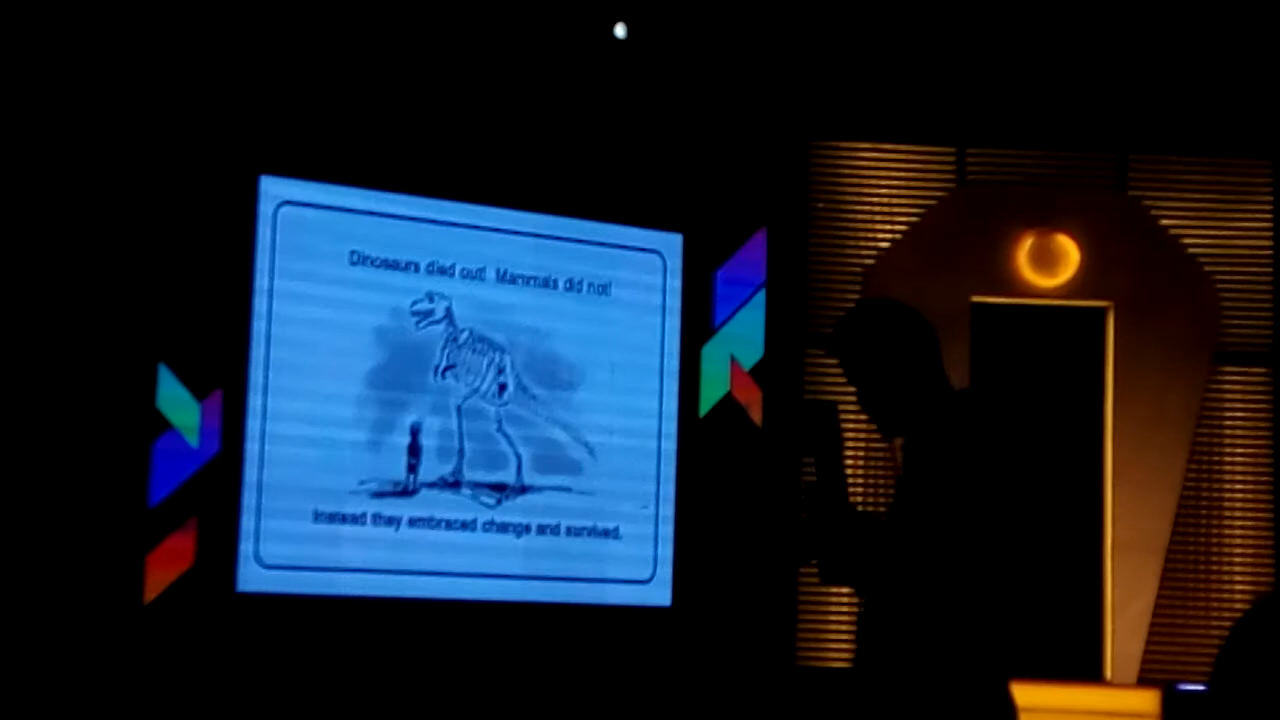 Dinosaurs died out! Mammals did not!
Instead they embraced change and survived.